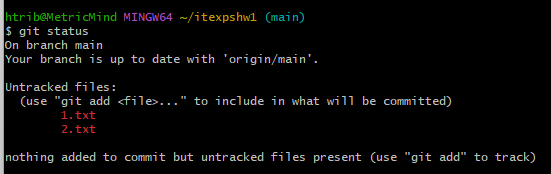 htrib@MetricMind MINGW64 ~/itexpshw1 (main)
$ git status
On branch main
Your branch is up to date with 'origin/main'.

Untracked files:
  (use "git add <file>..." to include in what will be committed)
        1.txt
        2.txt

nothing added to commit but untracked files present (use "git add" to track)